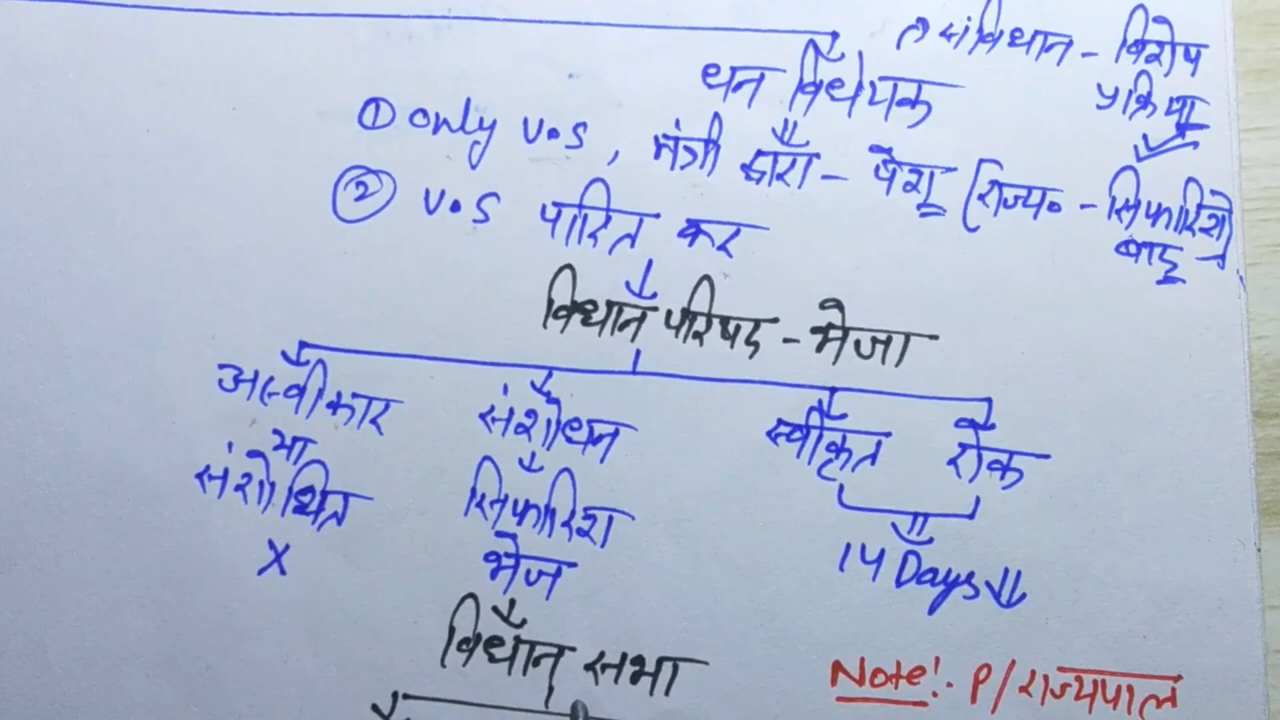 → संविधान - विशेष
प्रक्रिया
धन विधेयक
① only V.S, मंत्री द्वारा - पेश (राज्य० - सिफारिश
बाद)
② V.S पारित कर
विधान परिषद - भेजा
अस्वीकार संशोधन स्वीकृत रोक
या
संशोधित सिफारिश
X भेज 14 Days
विधान सभा
Note:- P/राज्यपाल